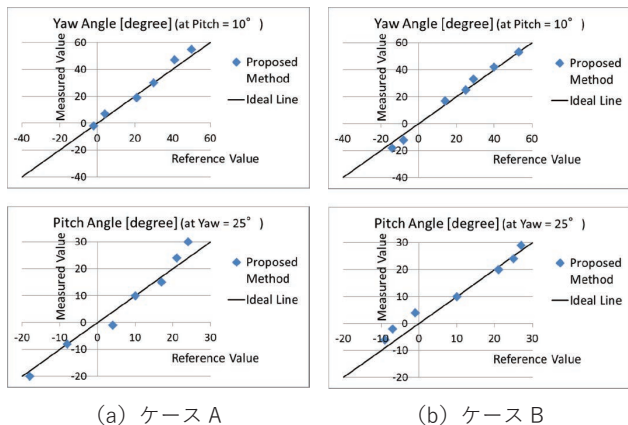 Yaw Angle [degree] (at Pitch = 10°)
Measured Value
60
40
20
0
-20
-40
-40 -20 0 20 40 60
Reference Value
Proposed Method
Ideal Line
Yaw Angle [degree] (at Pitch = 10°)
Measured Value
60
40
20
0
-20
-40
-40 -20 0 20 40 60
Reference Value
Proposed Method
Ideal Line
Pitch Angle [degree] (at Yaw = 25°)
Measured Value
30
20
10
0
-10
-20
-20 -10 0 10 20 30
Reference Value
Proposed Method
Ideal Line
Pitch Angle [degree] (at Yaw = 25°)
Measured Value
30
20
10
0
-10
-20
-20 -10 0 10 20 30
Reference Value
Proposed Method
Ideal Line
(a) ケース A
(b) ケース B